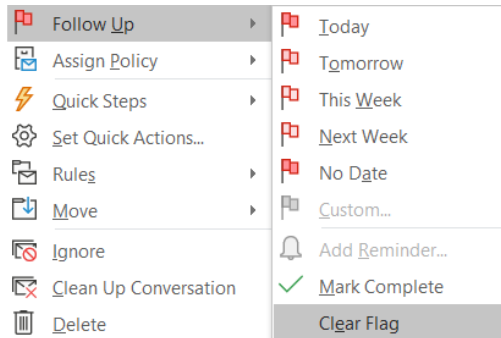 Follow Up
Assign Policy
Quick Steps
Set Quick Actions...
Rules
Move
Ignore
Clean Up Conversation
Delete
Today
Tomorrow
This Week
Next Week
No Date
Custom...
Add Reminder...
Mark Complete
Clear Flag